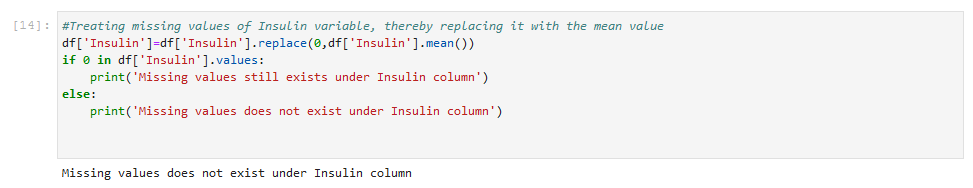 [14]: #Treating missing values of Insulin variable, thereby replacing it with the mean value
df['Insulin']=df['Insulin'].replace(0,df['Insulin'].mean())
if 0 in df['Insulin'].values:
    print('Missing values still exists under Insulin column')
else:
    print('Missing values does not exist under Insulin column')
Missing values does not exist under Insulin column